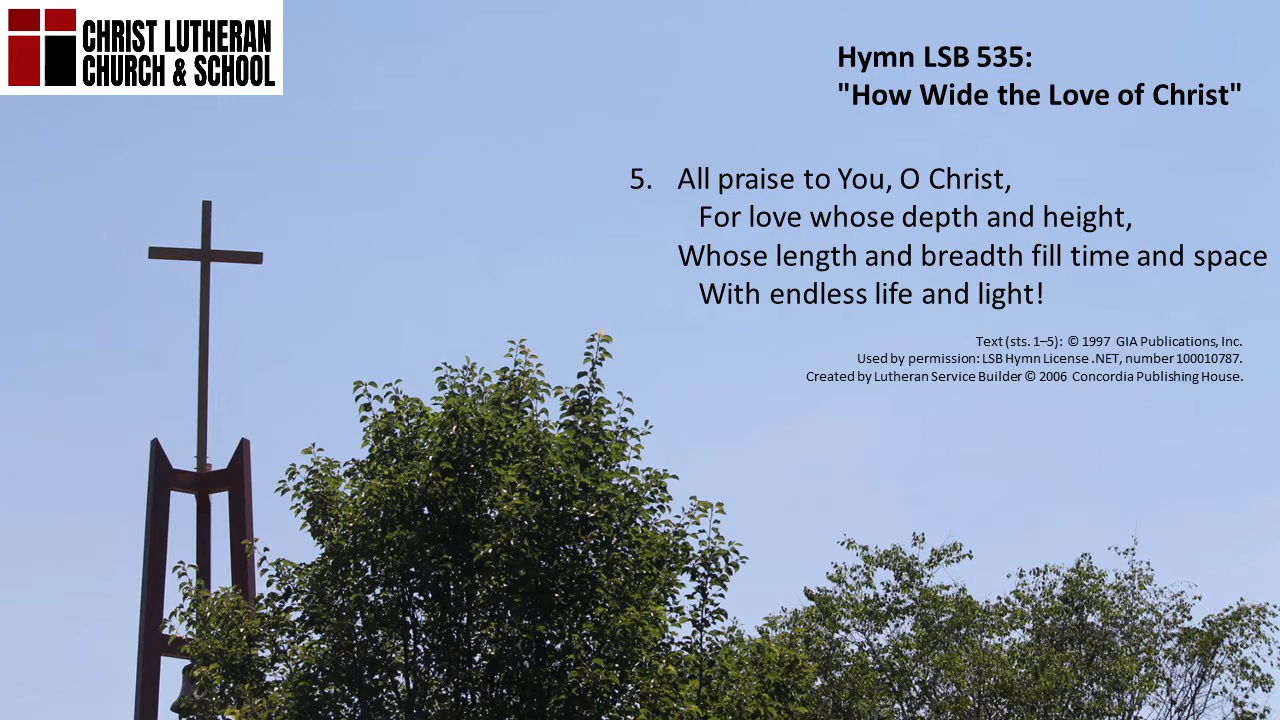 CHRIST LUTHERAN
CHURCH & SCHOOL
Hymn LSB 535:
"How Wide the Love of Christ"
5. All praise to You, O Christ,
For love whose depth and height,
Whose length and breadth fill time and space
With endless life and light!
Text (sts. 1–5): © 1997 GIA Publications, Inc.
Used by permission: LSB Hymn License .NET, number 100010787.
Created by Lutheran Service Builder © 2006 Concordia Publishing House.